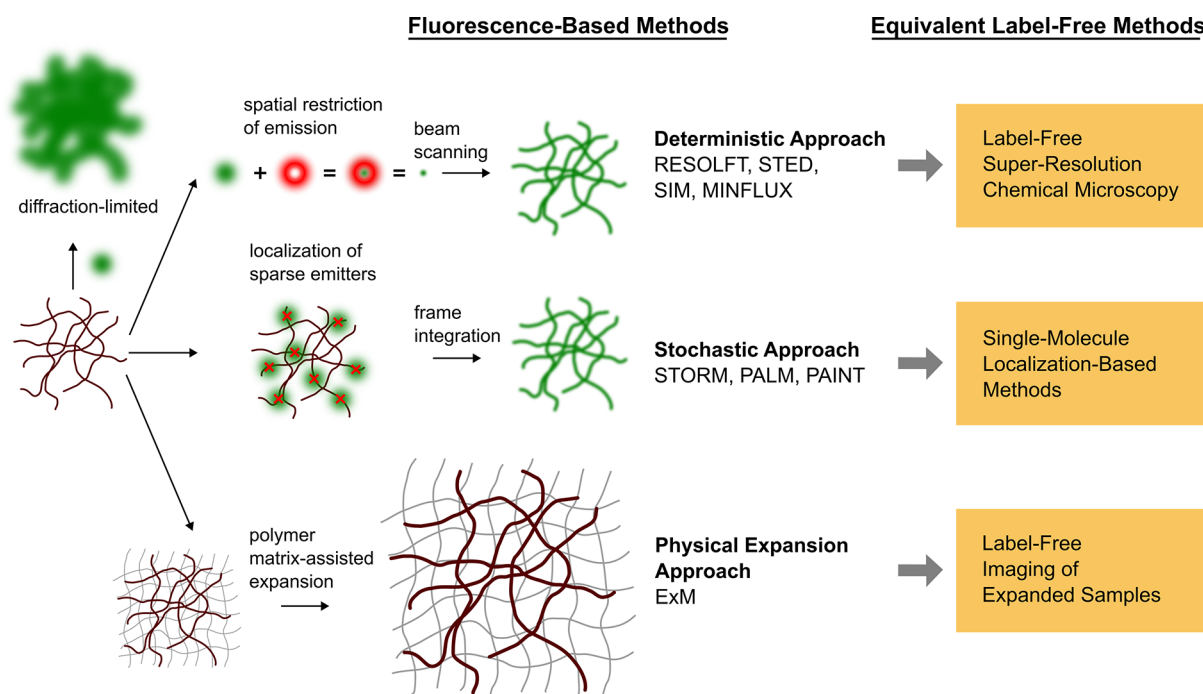 Fluorescence-Based Methods
Equivalent Label-Free Methods
diffraction-limited
spatial restriction
of emission
+ = =
beam
scanning
Deterministic Approach
RESOLFT, STED,
SIM, MINFLUX
Label-Free
Super-Resolution
Chemical Microscopy
localization of
sparse emitters
frame
integration
Stochastic Approach
STORM, PALM, PAINT
Single-Molecule
Localization-Based
Methods
polymer
matrix-assisted
expansion
Physical Expansion
Approach
ExM
Label-Free
Imaging of
Expanded Samples